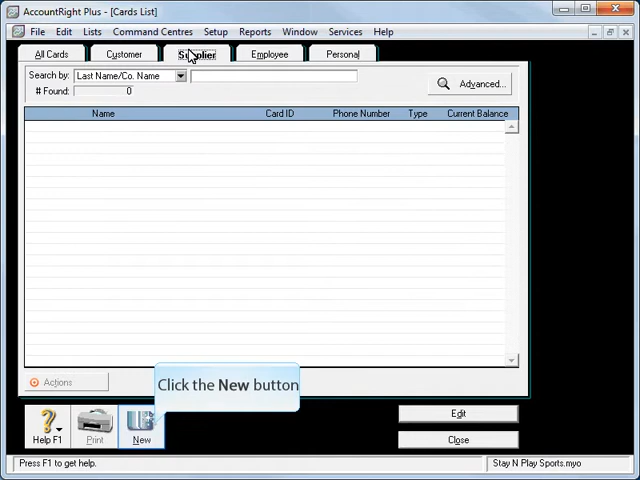 AccountRight Plus - [Cards List]
File Edit Lists Command Centres Setup Reports Window Services Help
All Cards Customer Supplier Employee Personal
Search by: Last Name/Co. Name Advanced...
# Found: 0
Name Card ID Phone Number Type Current Balance
Actions
Click the New button
Help F1 Print New
Edit
Close
Press F1 to get help. Stay N Play Sports.myo